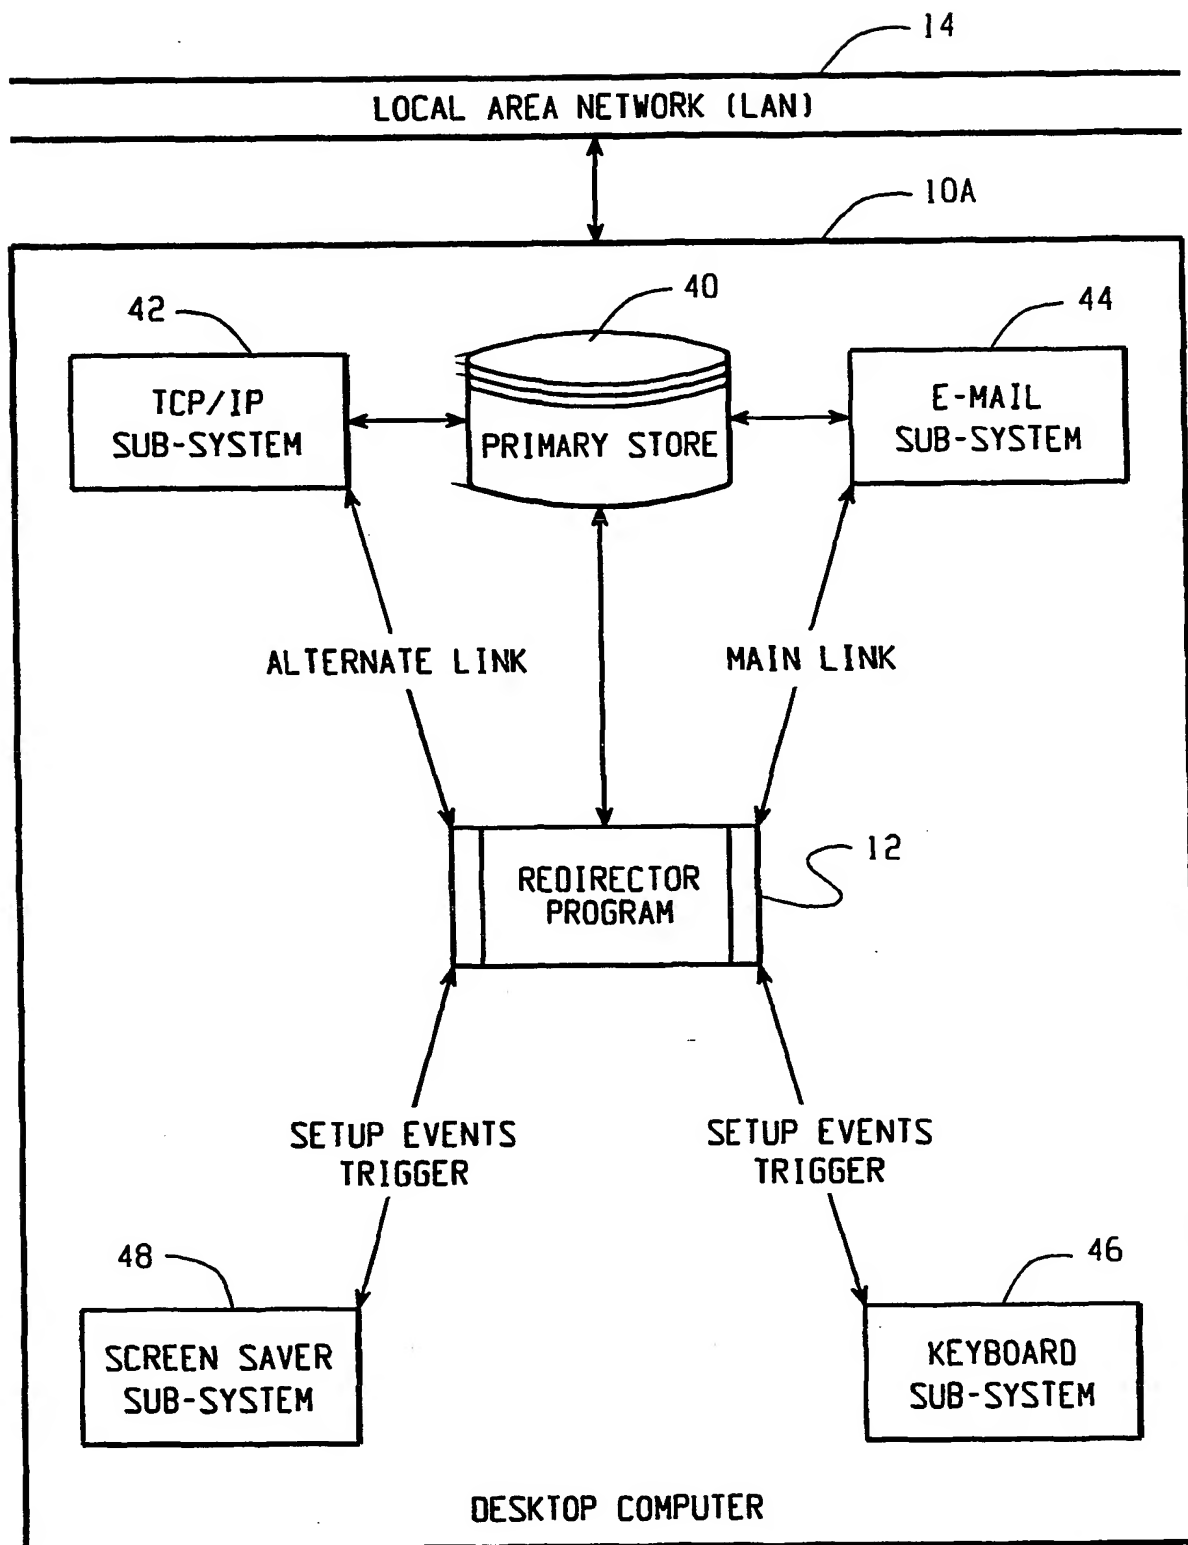 14
LOCAL AREA NETWORK (LAN)
10A
42
40
44
TCP/IP
SUB-SYSTEM
PRIMARY STORE
E-MAIL
SUB-SYSTEM
ALTERNATE LINK
MAIN LINK
REDIRECTOR
PROGRAM
12
SETUP EVENTS
TRIGGER
SETUP EVENTS
TRIGGER
48
46
SCREEN SAVER
SUB-SYSTEM
KEYBOARD
SUB-SYSTEM
DESKTOP COMPUTER